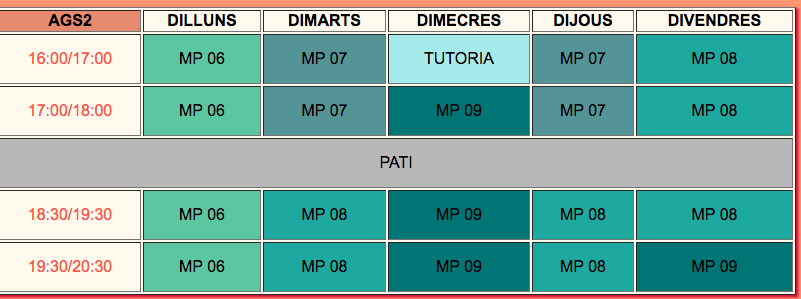 AGS2 DILLUNS DIMARTS DIMECRES DIJOUS DIVENDRES
16:00/17:00 MP 06 MP 07 TUTORIA MP 07 MP 08
17:00/18:00 MP 06 MP 07 MP 09 MP 07 MP 08
PATI
18:30/19:30 MP 06 MP 08 MP 09 MP 08 MP 08
19:30/20:30 MP 06 MP 08 MP 09 MP 08 MP 09